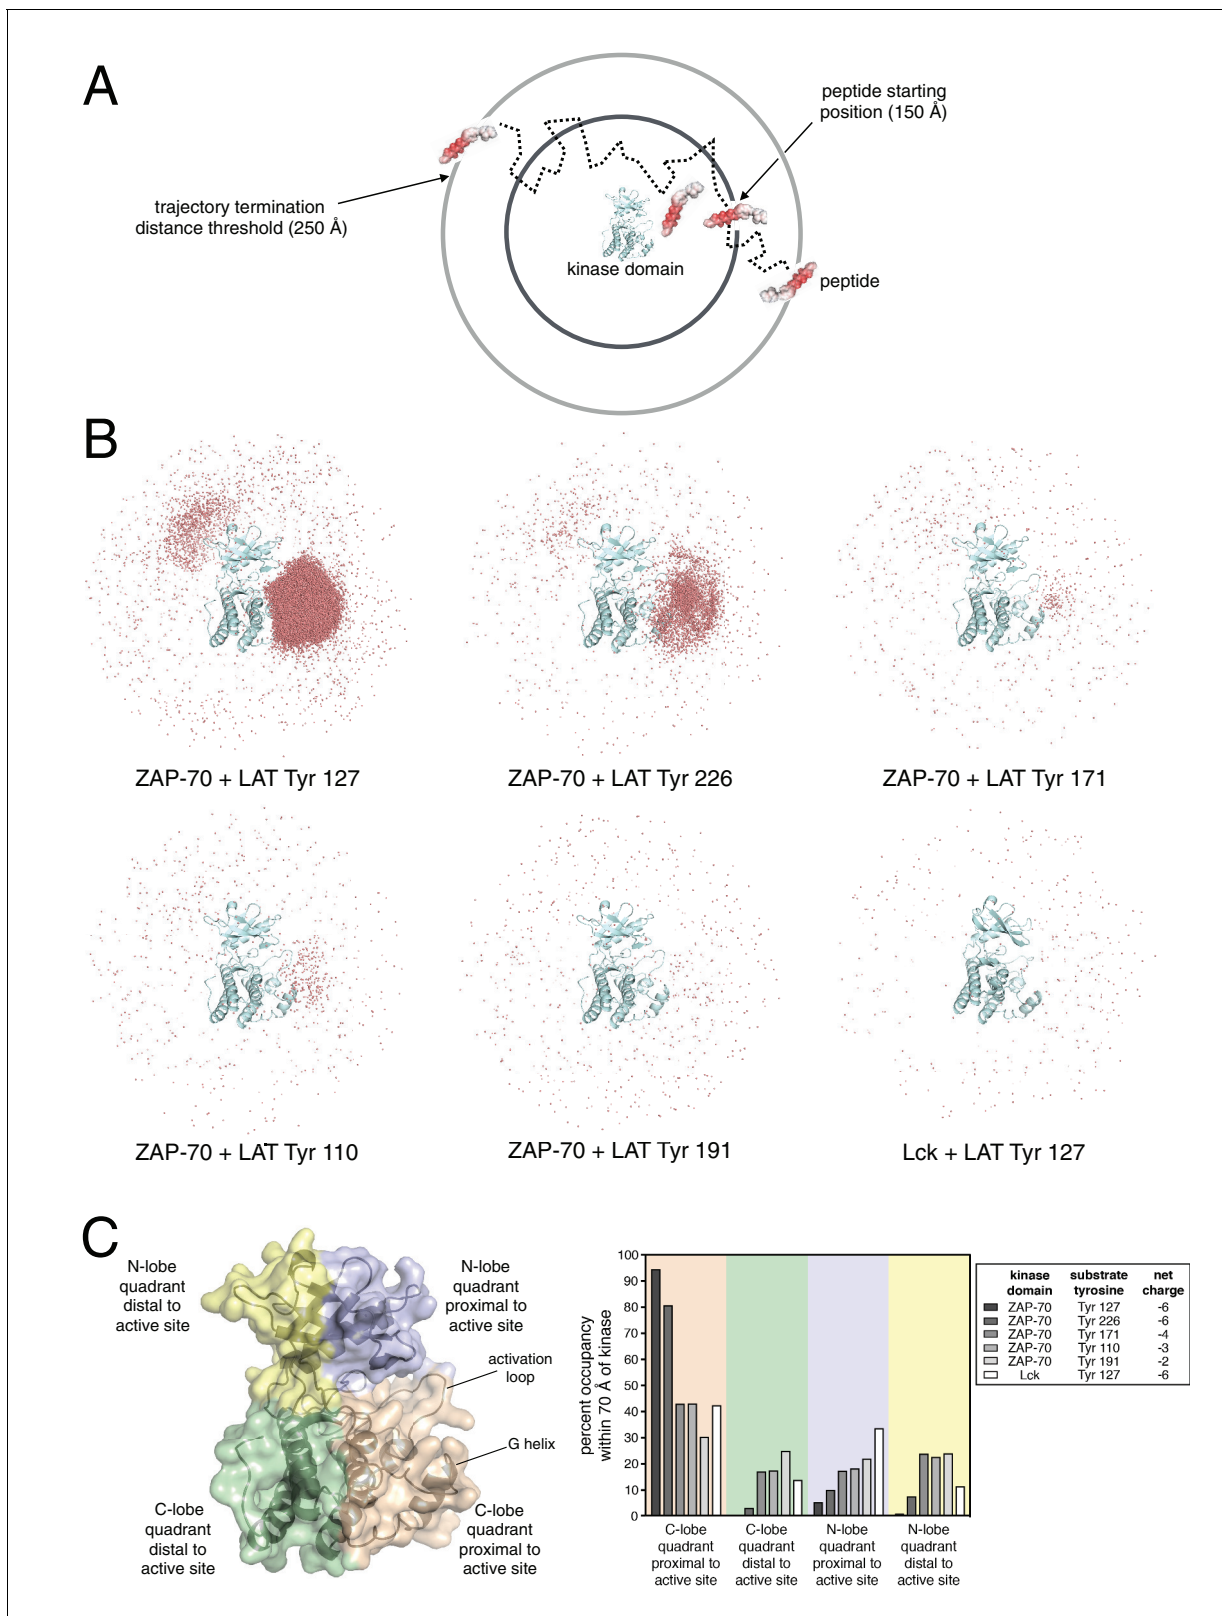 A
peptide starting
position (150 Å)
trajectory termination
distance threshold (250 Å)
kinase domain
peptide
B
ZAP-70 + LAT Tyr 127
ZAP-70 + LAT Tyr 226
ZAP-70 + LAT Tyr 171
ZAP-70 + LAT Tyr 110
ZAP-70 + LAT Tyr 191
Lck + LAT Tyr 127
C
N-lobe
quadrant
distal to
active site
N-lobe
quadrant
proximal to
active site
activation
loop
G helix
C-lobe
quadrant
distal to
active site
C-lobe
quadrant
proximal to
active site
percent occupancy
within 70 Å of kinase
100
90
80
70
60
50
40
30
20
10
0
C-lobe
quadrant
proximal to
active site
C-lobe
quadrant
distal to
active site
N-lobe
quadrant
proximal to
active site
N-lobe
quadrant
distal to
active site
kinase substrate net
domain tyrosine charge
ZAP-70 Tyr 127 -6
ZAP-70 Tyr 226 -6
ZAP-70 Tyr 171 -4
ZAP-70 Tyr 110 -3
ZAP-70 Tyr 191 -2
Lck Tyr 127 -6